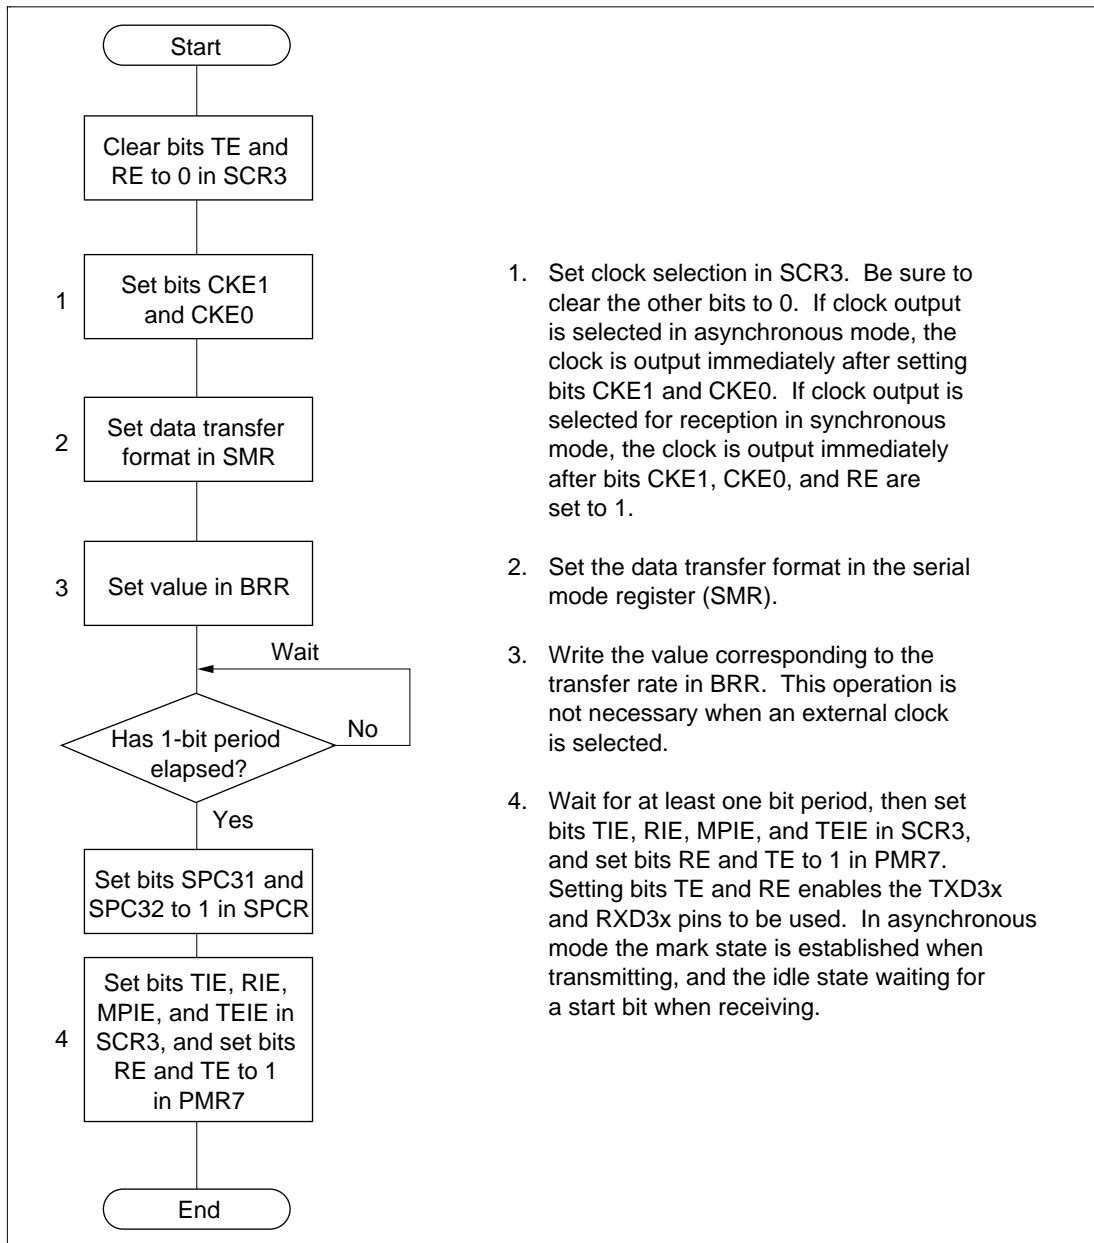 Start
Clear bits TE and
RE to 0 in SCR3
1
Set bits CKE1
and CKE0
2
Set data transfer
format in SMR
3
Set value in BRR
Wait
Has 1-bit period
elapsed?
No
Yes
Set bits SPC31 and
SPC32 to 1 in SPCR
4
Set bits TIE, RIE,
MPIE, and TEIE in
SCR3, and set bits
RE and TE to 1
in PMR7
End
1. Set clock selection in SCR3. Be sure to
clear the other bits to 0. If clock output
is selected in asynchronous mode, the
clock is output immediately after setting
bits CKE1 and CKE0. If clock output is
selected for reception in synchronous
mode, the clock is output immediately
after bits CKE1, CKE0, and RE are
set to 1.
2. Set the data transfer format in the serial
mode register (SMR).
3. Write the value corresponding to the
transfer rate in BRR. This operation is
not necessary when an external clock
is selected.
4. Wait for at least one bit period, then set
bits TIE, RIE, MPIE, and TEIE in SCR3,
and set bits RE and TE to 1 in PMR7.
Setting bits TE and RE enables the TXD3x
and RXD3x pins to be used. In asynchronous
mode the mark state is established when
transmitting, and the idle state waiting for
a start bit when receiving.